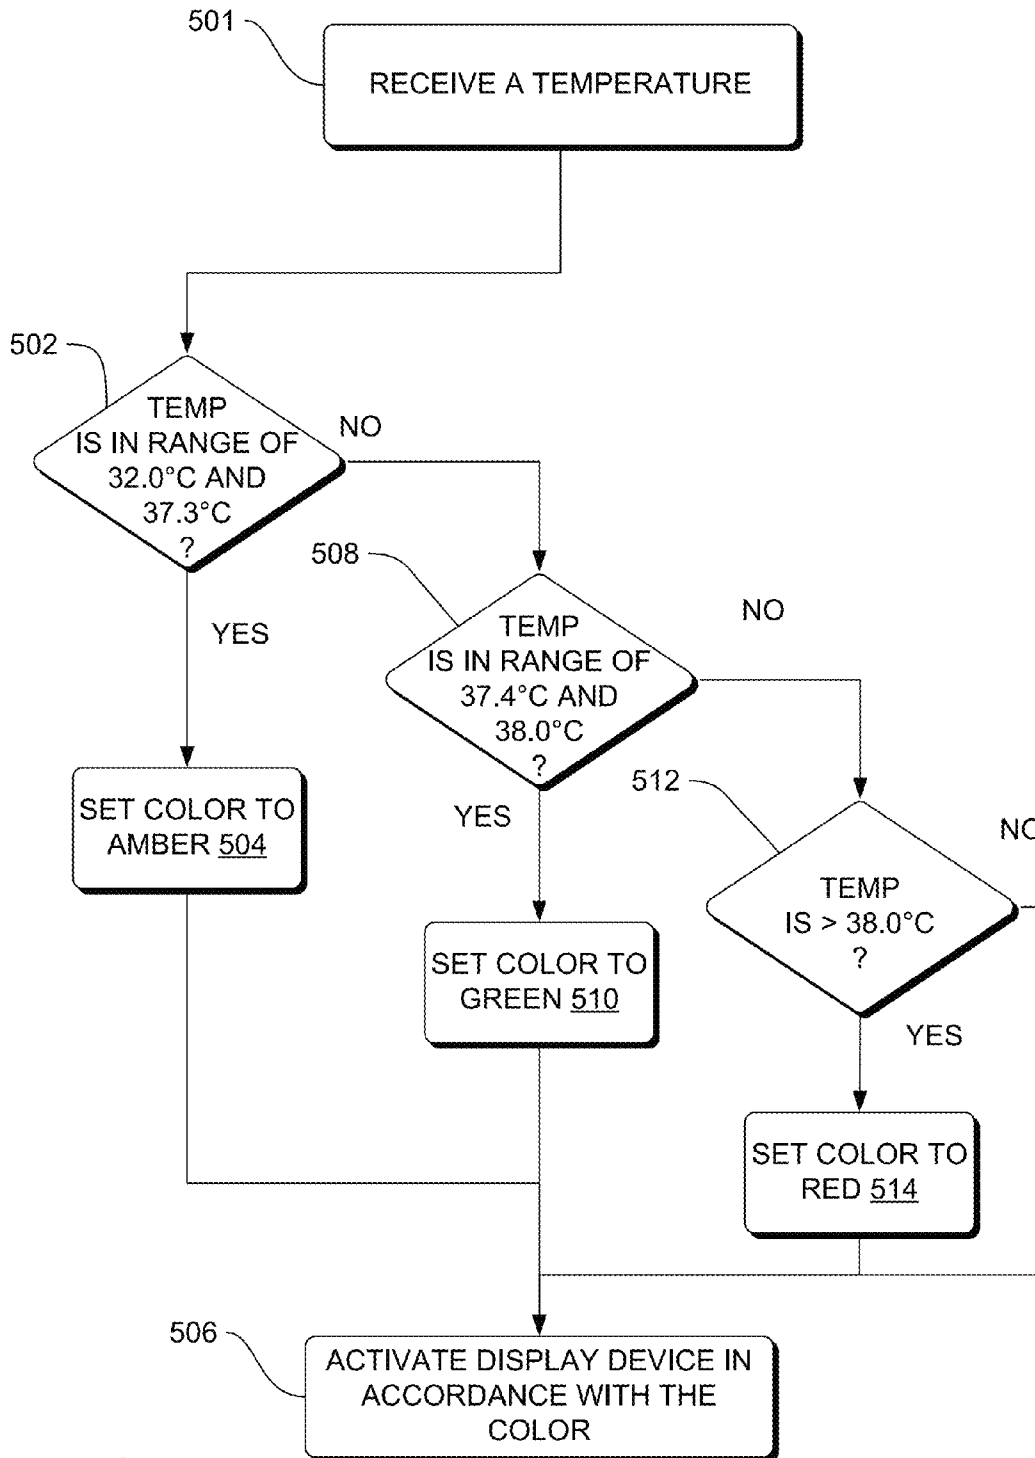 501
RECEIVE A TEMPERATURE
502
TEMP
IS IN RANGE OF
32.0°C AND
37.3°C
?
NO
YES
508
TEMP
IS IN RANGE OF
37.4°C AND
38.0°C
?
NO
YES
SET COLOR TO
AMBER 504
512
TEMP
IS > 38.0°C
?
NO
YES
SET COLOR TO
GREEN 510
SET COLOR TO
RED 514
506
ACTIVATE DISPLAY DEVICE IN
ACCORDANCE WITH THE
COLOR